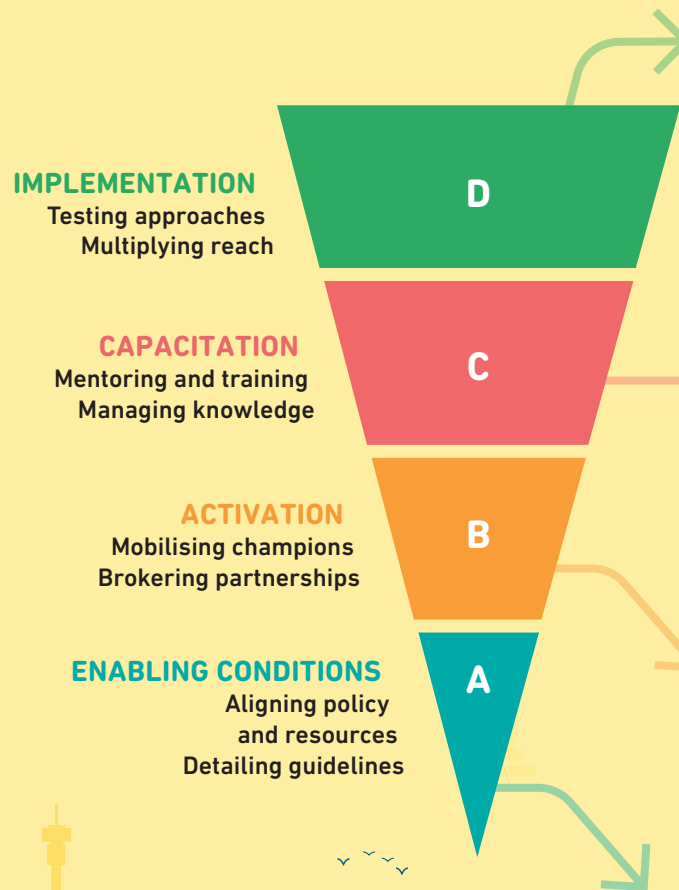 IMPLEMENTATION
Testing approaches
Multiplying reach
D
CAPACITATION
Mentoring and training
Managing knowledge
C
ACTIVATION
Mobilising champions
Brokering partnerships
B
ENABLING CONDITIONS
Aligning policy
and resources
Detailing guidelines
A